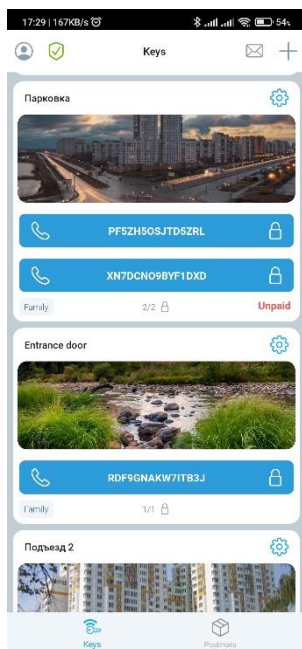 17:29 | 167KB/s
54%
Keys
Парковка
PF5ZH5OSJTD5ZRL
XN7DCNO9BYF1DXD
Family
2/2
Unpaid
Entrance door
RDF9GNAKW7ITB3J
Family
1/1
Подъезд 2
Keys
Postmats